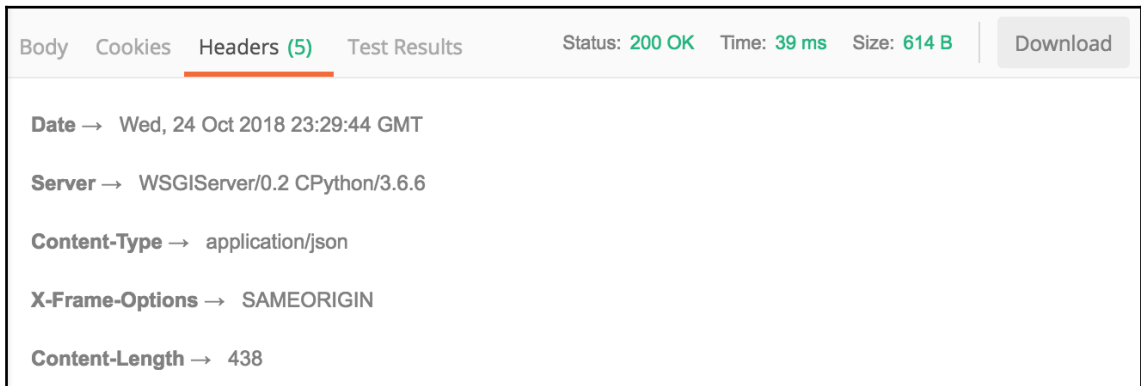 Body Cookies Headers (5) Test Results Status: 200 OK Time: 39 ms Size: 614 B Download
Date → Wed, 24 Oct 2018 23:29:44 GMT
Server → WSGIServer/0.2 CPython/3.6.6
Content-Type → application/json
X-Frame-Options → SAMEORIGIN
Content-Length → 438